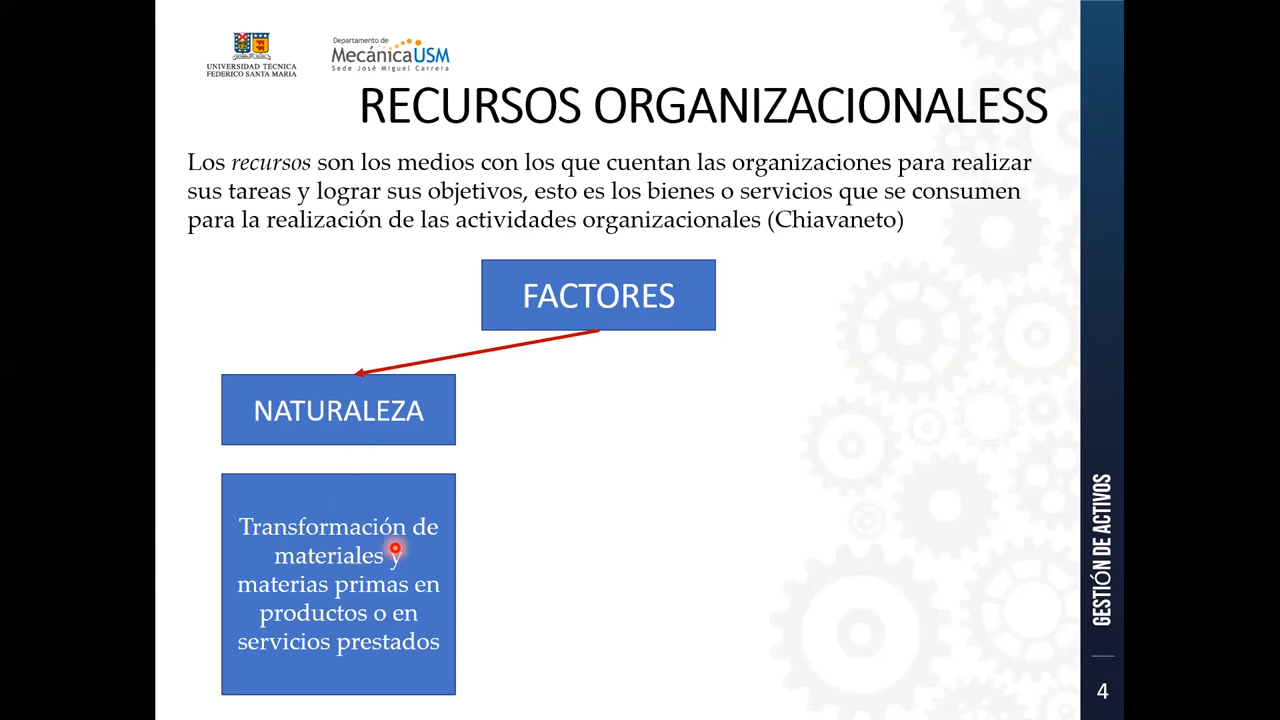 UNIVERSIDAD TECNICA
FEDERICO SANTA MARIA
Departamento de
MecánicaUSM
Sede José Miguel Carrera
RECURSOS ORGANIZACIONALESS
Los recursos son los medios con los que cuentan las organizaciones para realizar
sus tareas y lograr sus objetivos, esto es los bienes o servicios que se consumen
para la realización de las actividades organizacionales (Chiavaneto)
FACTORES
NATURALEZA
Transformación de
materiales y
materias primas en
productos o en
servicios prestados
GESTIÓN DE ACTIVOS
4